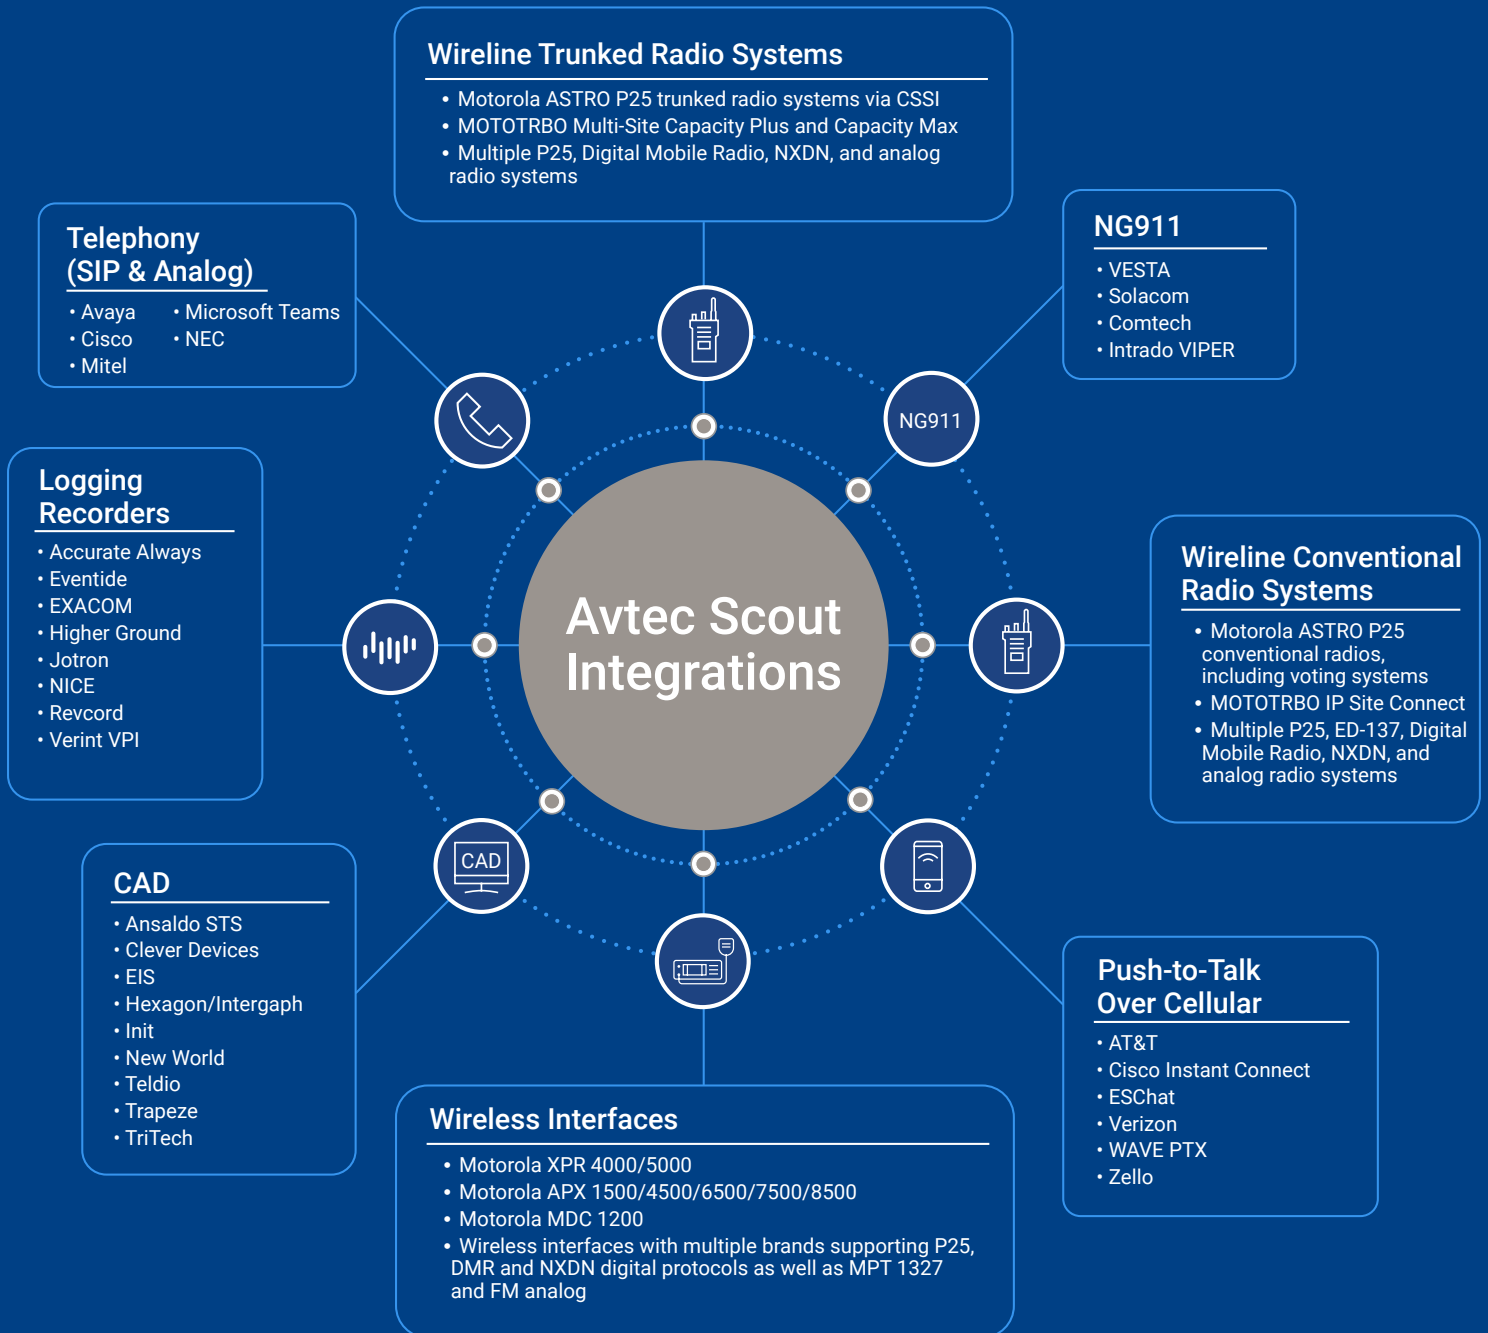 Wireline Trunked Radio Systems
• Motorola ASTRO P25 trunked radio systems via CSSI
• MOTOTRBO Multi-Site Capacity Plus and Capacity Max
• Multiple P25, Digital Mobile Radio, NXDN, and analog
radio systems
Telephony
(SIP & Analog)
• Avaya
• Cisco
• Mitel
• Microsoft Teams
• NEC
NG911
• VESTA
• Solacom
• Comtech
• Intrado VIPER
NG911
Logging
Recorders
• Accurate Always
• Eventide
• EXACOM
• Higher Ground
• Jotron
• NICE
• Revcord
• Verint VPI
Avtec Scout
Integrations
Wireline Conventional
Radio Systems
• Motorola ASTRO P25
conventional radios,
including voting systems
• MOTOTRBO IP Site Connect
• Multiple P25, ED-137, Digital
Mobile Radio, NXDN, and
analog radio systems
CAD
CAD
• Ansaldo STS
• Clever Devices
• EIS
• Hexagon/Intergaph
• Init
• New World
• Teldio
• Trapeze
• TriTech
Push-to-Talk
Over Cellular
• AT&T
• Cisco Instant Connect
• ESChat
• Verizon
• WAVE PTX
• Zello
Wireless Interfaces
• Motorola XPR 4000/5000
• Motorola APX 1500/4500/6500/7500/8500
• Motorola MDC 1200
• Wireless interfaces with multiple brands supporting P25,
DMR and NXDN digital protocols as well as MPT 1327
and FM analog